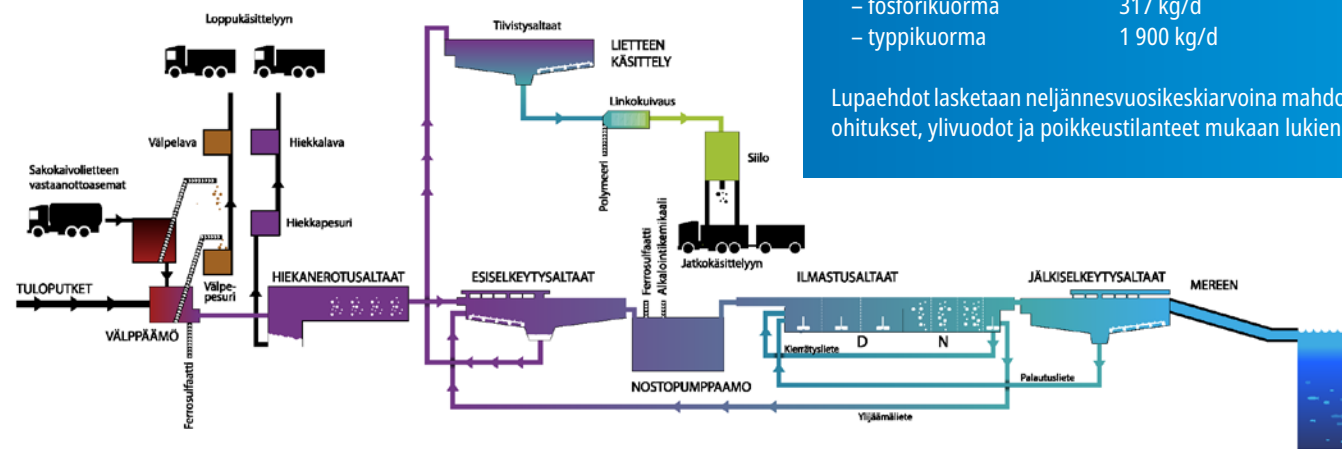 – fosforikuorma 317 kg/d
– typpikuorma 1 900 kg/d
Lupaehdot lasketaan neljännesvuosikeskiarvoina
ohitukset, ylivuodot ja poikkeustilanteet mukaan lukien
Loppukäsittelyyn
Tiivistysaltaat
LIETTEEN
KÄSITTELY
Linkokuivaus
Välpelava
Hiekkalava
Polymeeri
Siilo
Sakokaivolietteen
vastaanottoasemat
Hiekkapesuri
Välpe-
pesuri
Ferrosulfaatti
Alkalointikemikaali
Jatkokäsittelyyn
TULOPUTKET
HIEKANEROTUSALTAAT
ESISELKEYTYSALTAAT
ILMASTUSALTAAT
JÄLKISELKEYTYSALTAAT
MEREEN
VÄLPPÄÄMÖ
Ferrosulfaatti
NOSTOPUMPPAAMO
Kierrätysliete
D
N
Palautusliete
Ylijäämäliete